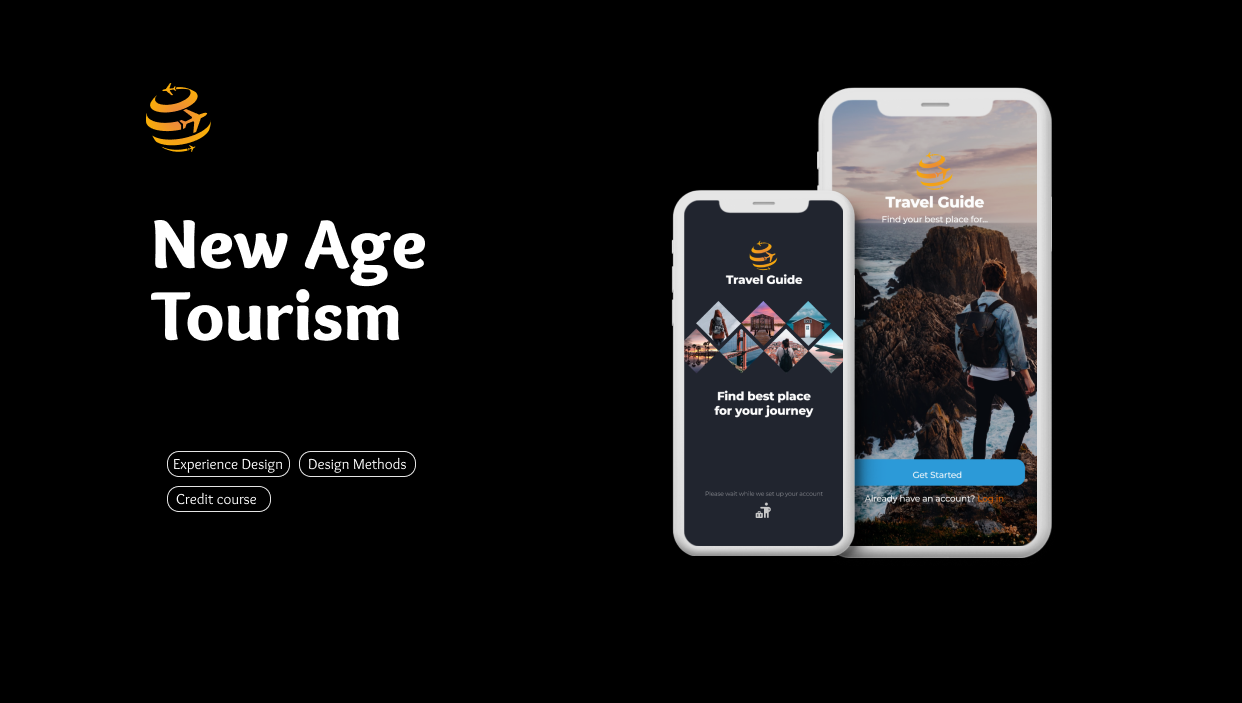 New Age
Tourism
Experience Design
Design Methods
Credit course
Travel Guide
Find best place
for your journey
Please wait while we set up your account
Travel Guide
Find your best place for...
Get Started
Already have an account? Log in